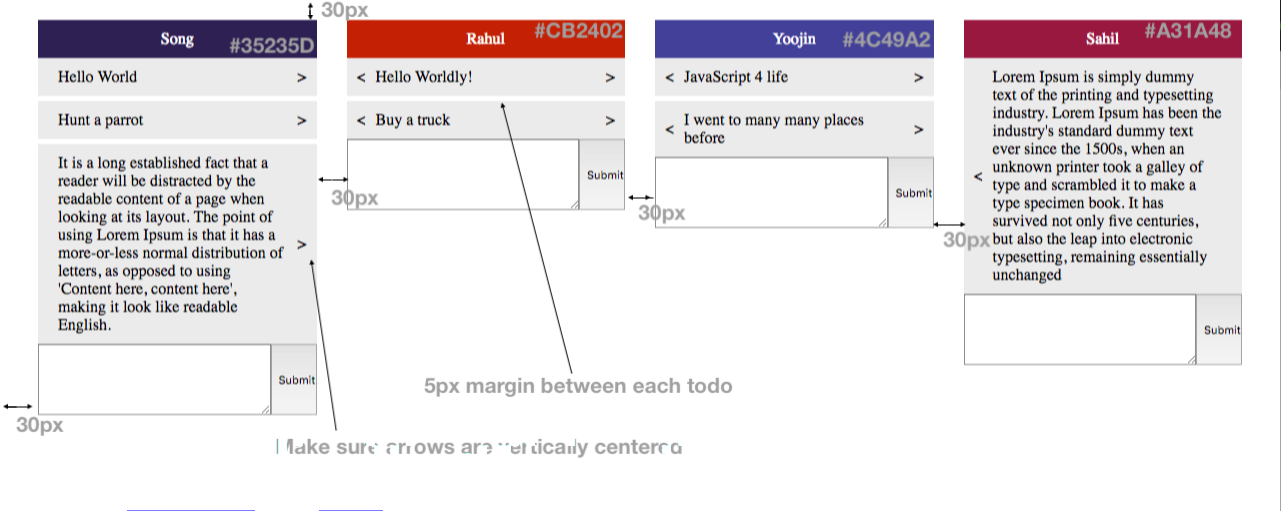 30px
Song
#35235D
Hello World
>
Hunt a parrot
>
It is a long established fact that a
reader will be distracted by the
readable content of a page when
looking at its layout. The point of
using Lorem Ipsum is that it has a
more-or-less normal distribution of
letters, as opposed to using
'Content here, content here',
making it look like readable
English.
>
Submit
30px
Rahul
#CB2402
< Hello Worldly! >
< Buy a truck >
Submit
30px
Yoojin
#4C49A2
< JavaScript 4 life >
< I went to many many places
before >
Submit
30px
Sahil
#A31A48
Lorem Ipsum is simply dummy
text of the printing and typesetting
industry. Lorem Ipsum has been the
industry's standard dummy text
ever since the 1500s, when an
unknown printer took a galley of
<
type and scrambled it to make a
type specimen book. It has
survived not only five centuries,
but also the leap into electronic
typesetting, remaining essentially
unchanged
Submit
30px
5px margin between each todo
Make sure arrows are vertically centered